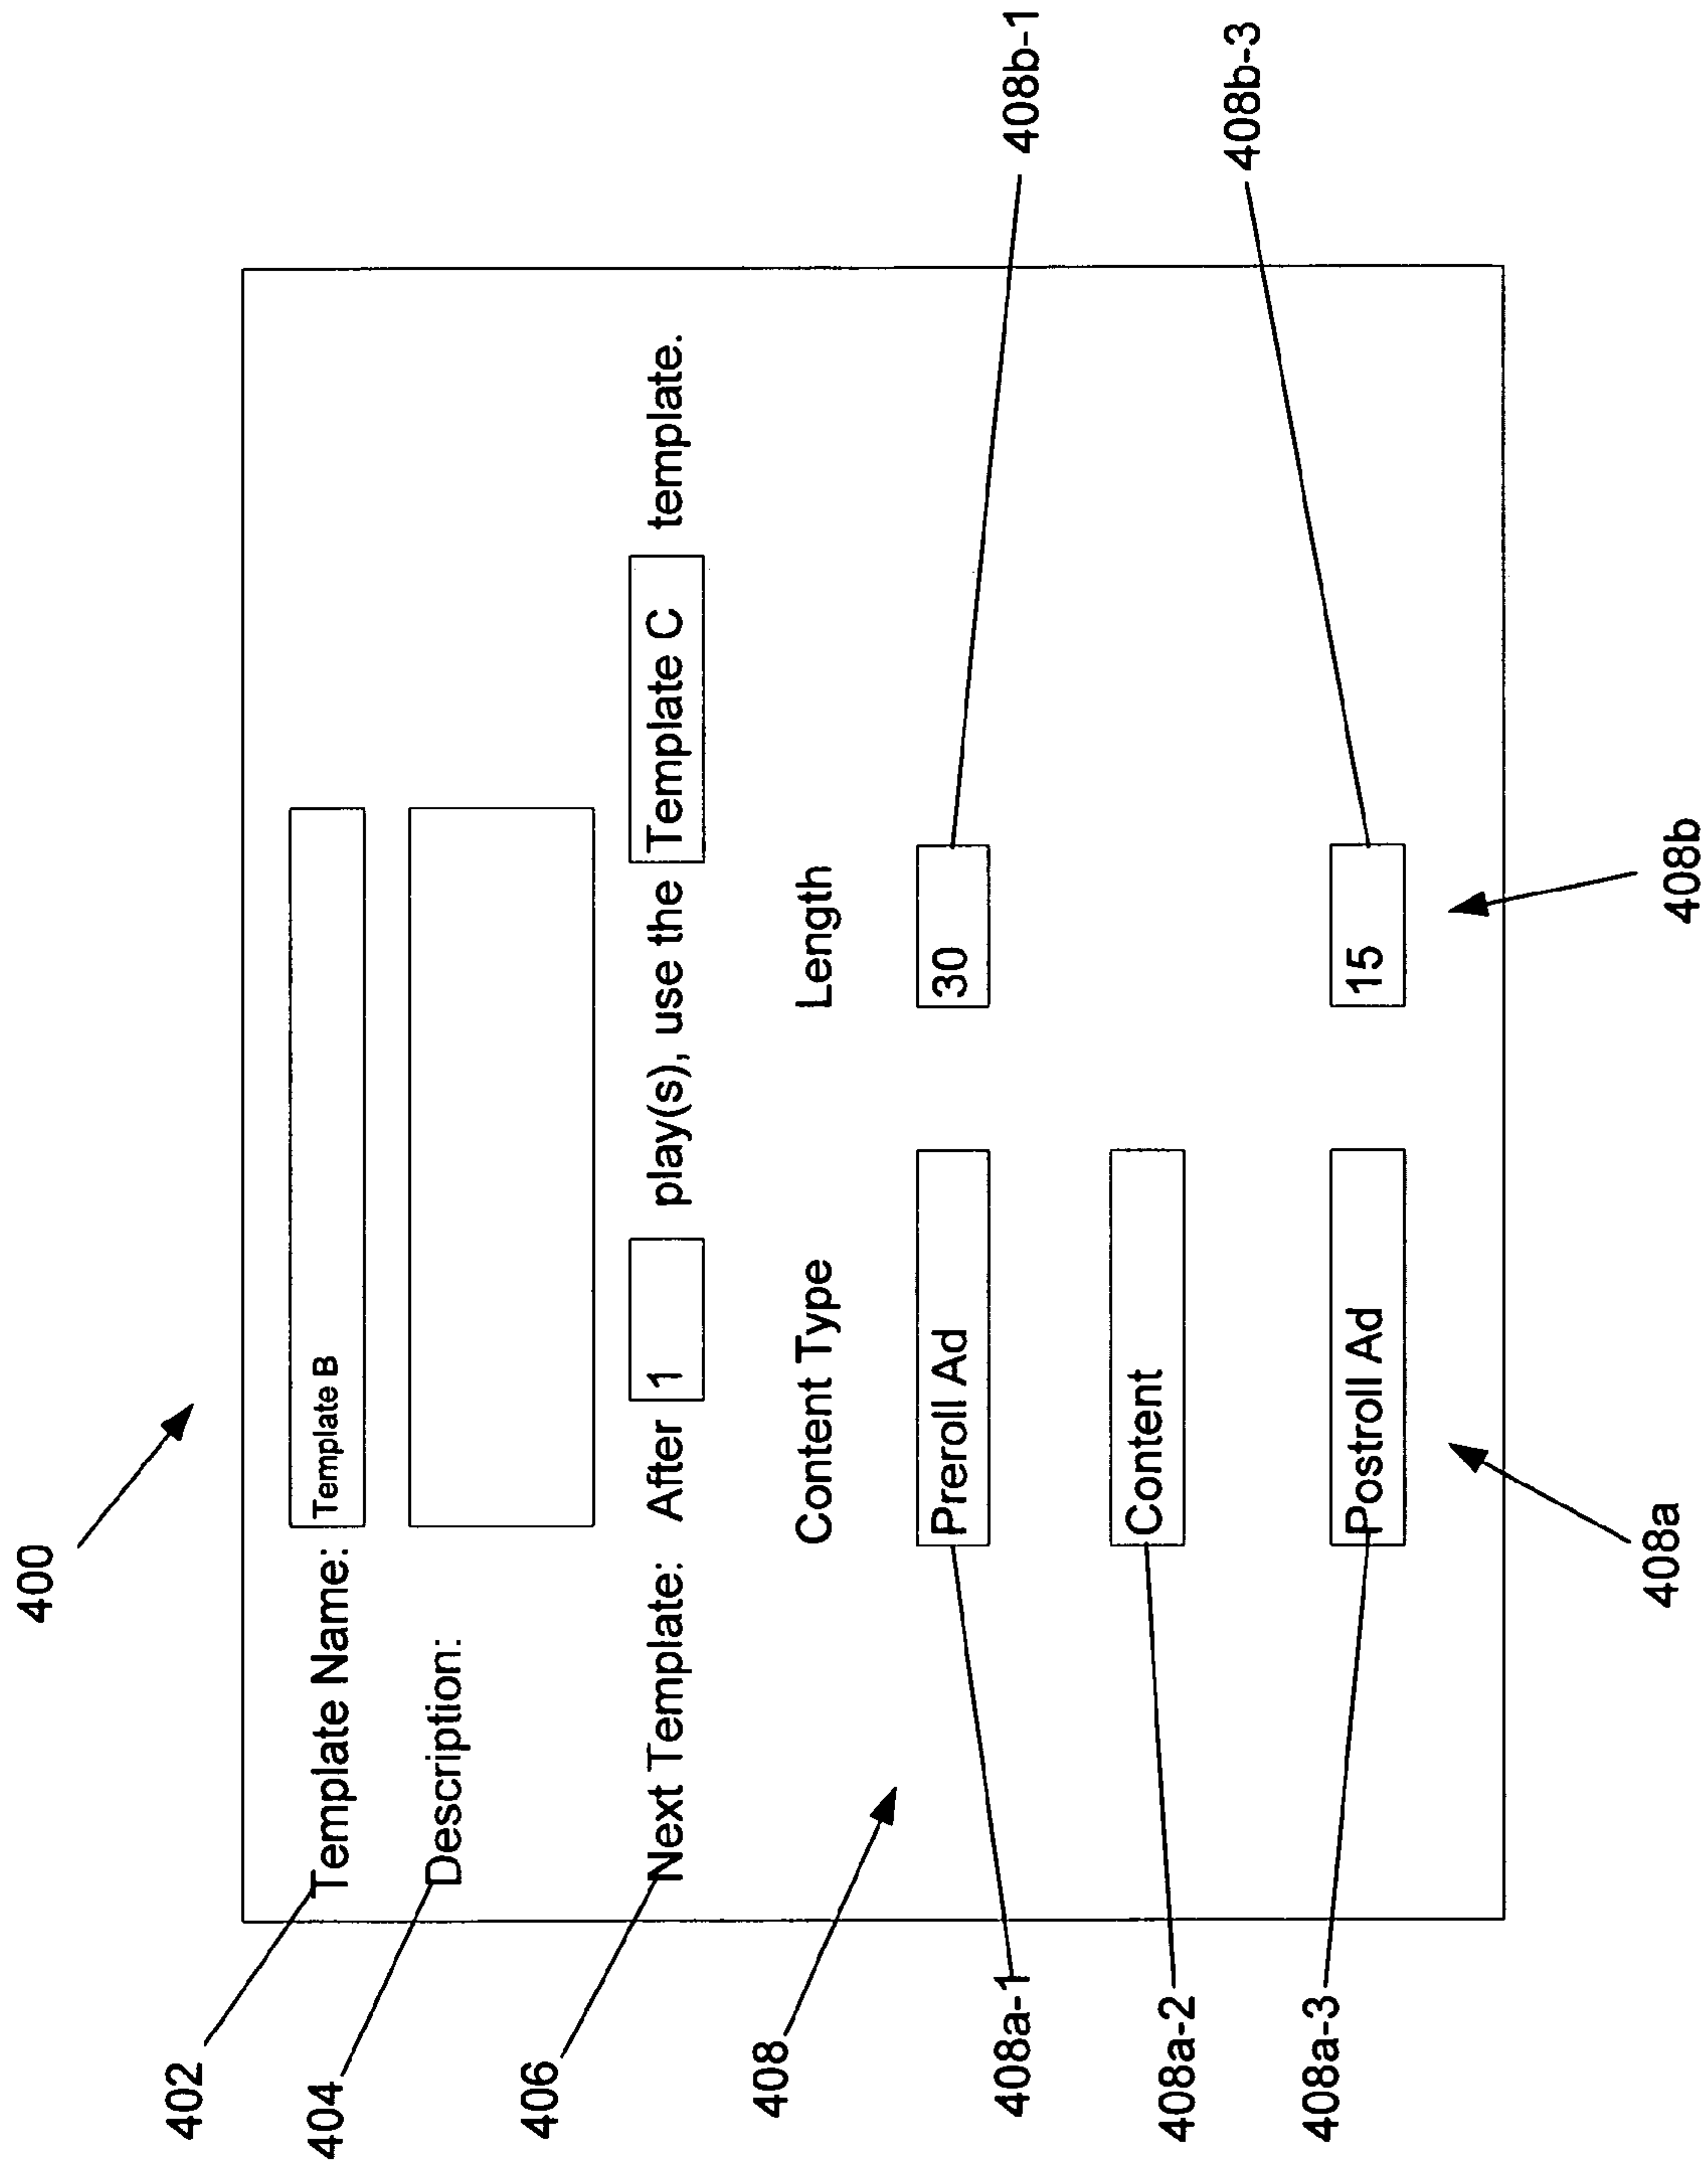 400
402
Template Name: Template B
404
Description:
406
Next Template: After 1 play(s), use the Template C template.
408
Content Type Length
408a-1
Preroll Ad 30
408b-1
408a-2
Content
408a-3
Postroll Ad 15
408b-3
408a
408b